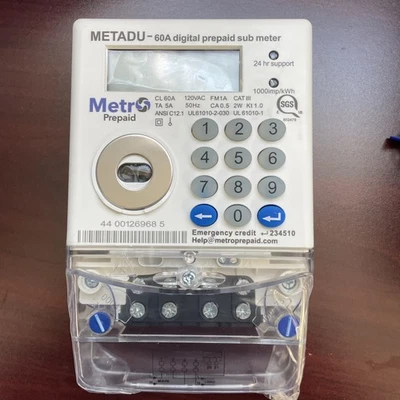 METADU-60A digital prepaid sub meter
24 hr support
1000imp/kWh
Metro
Prepaid
CL 60A 120VAC FM1A CAT III
TA 5A 50Hz CA 0.5 2W Kt 1.0
ANSI C12.1 UL61010-2-030 UL61010-1
SGS
1 2 3
4 5 6
7 8 9
0
44 00126968 5
Emergency credit ↵234510
Help@metroprepaid.com